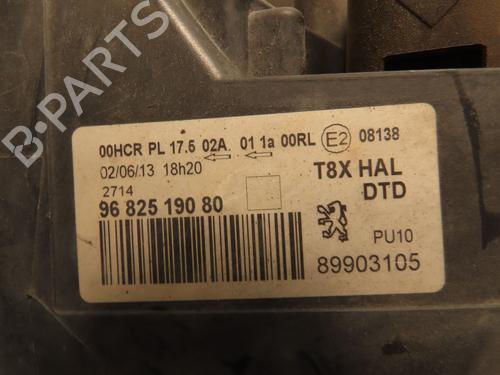 00HCR PL 17.5 02A 01 1a 00RL E2 08138
02/06/13 18h20
2714
96 825 190 80
T8X HAL
DTD
PU10
89903105
B-PARTS